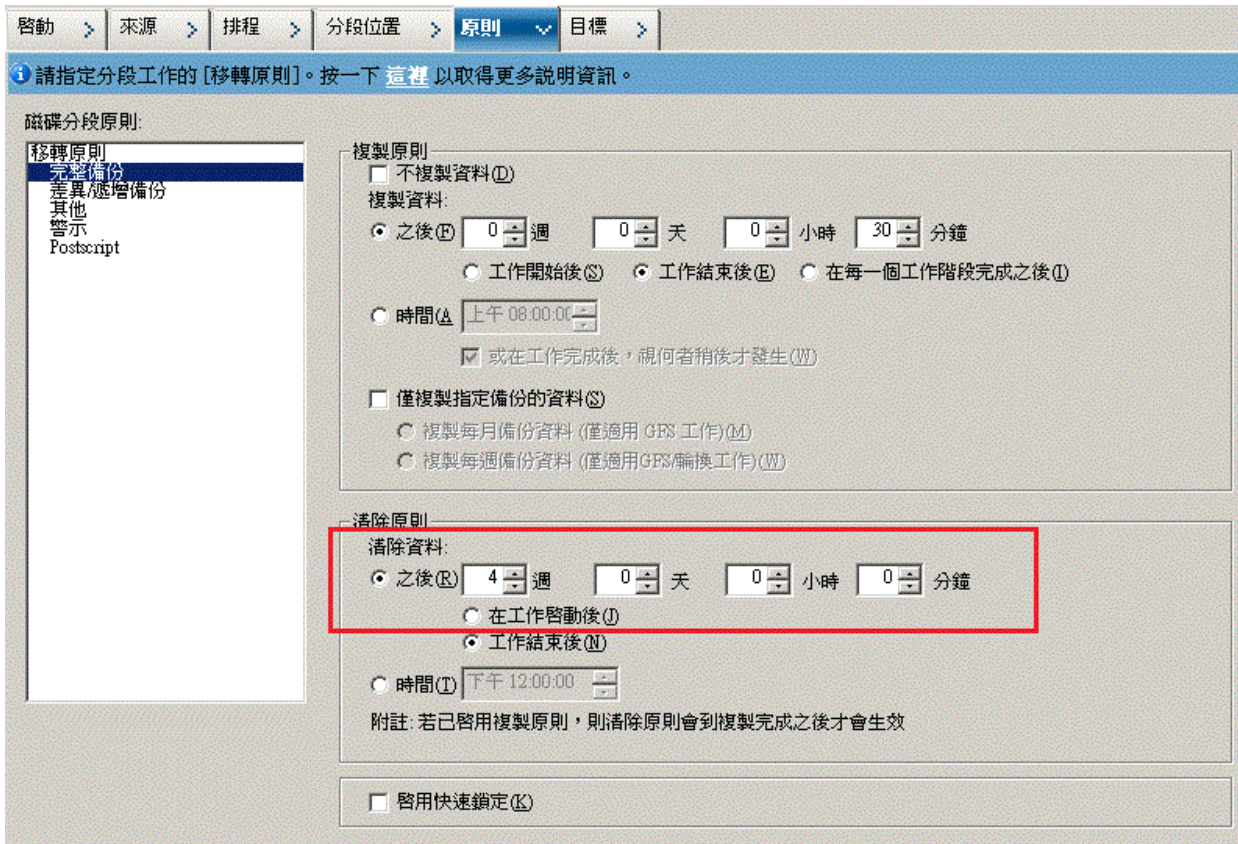 啓動 來源 排程 分段位置 原則 目標
請指定分段工作的 [移轉原則]。按一下 這裡 以取得更多說明資訊。
磁碟分段原則:
移轉原則
完整備份
差異/遞增備份
其他
警示
Postscript
複製原則
不複製資料(D)
複製資料:
之後(F) 0 週 0 天 0 小時 30 分鐘
工作開始後(S) 工作結束後(E) 在每一個工作階段完成之後(I)
時間(A 上午 08:00:00
或在工作完成後，視何者稍後才發生(W)
僅複製指定備份的資料(S)
複製每月備份資料 (僅適用 GFS 工作)(M)
複製每週備份資料 (僅適用GFS/輪換工作)(W)
清除原則
清除資料:
之後(R) 4 週 0 天 0 小時 0 分鐘
在工作啓動後(J)
工作結束後(N)
時間(T) 下午 12:00:00
附註: 若已啓用複製原則，則清除原則會到複製完成之後才會生效
啓用快速鎖定(K)